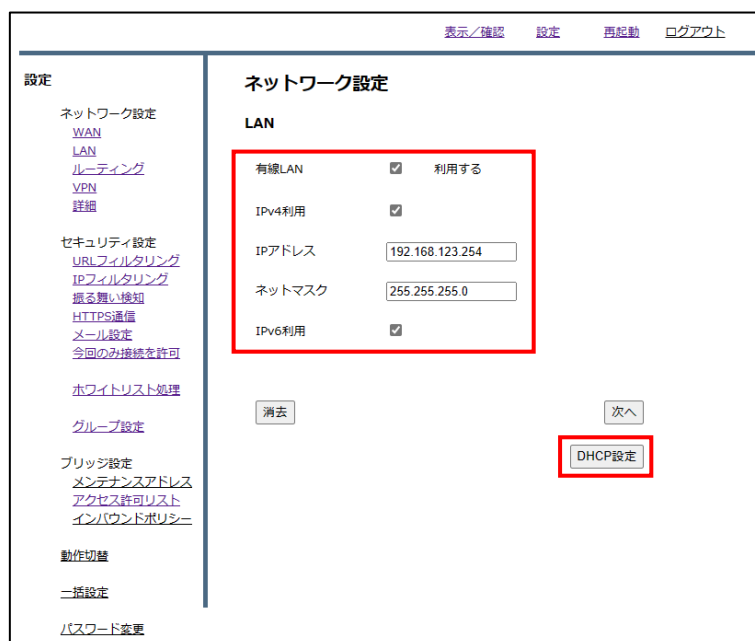 表示／確認 設定 再起動 ログアウト
設定
ネットワーク設定
WAN
LAN
ルーティング
VPN
詳細
セキュリティ設定
URLフィルタリング
IPフィルタリング
振る舞い検知
HTTPS通信
メール設定
今回のみ接続を許可
ホワイトリスト処理
グループ設定
ブリッジ設定
メンテナンスアドレス
アクセス許可リスト
インバウンドポリシー
動作切替
一括設定
パスワード変更
ネットワーク設定
LAN
有線LAN 利用する
IPv4利用
IPアドレス 192.168.123.254
ネットマスク 255.255.255.0
IPv6利用
消去 次へ
DHCP設定